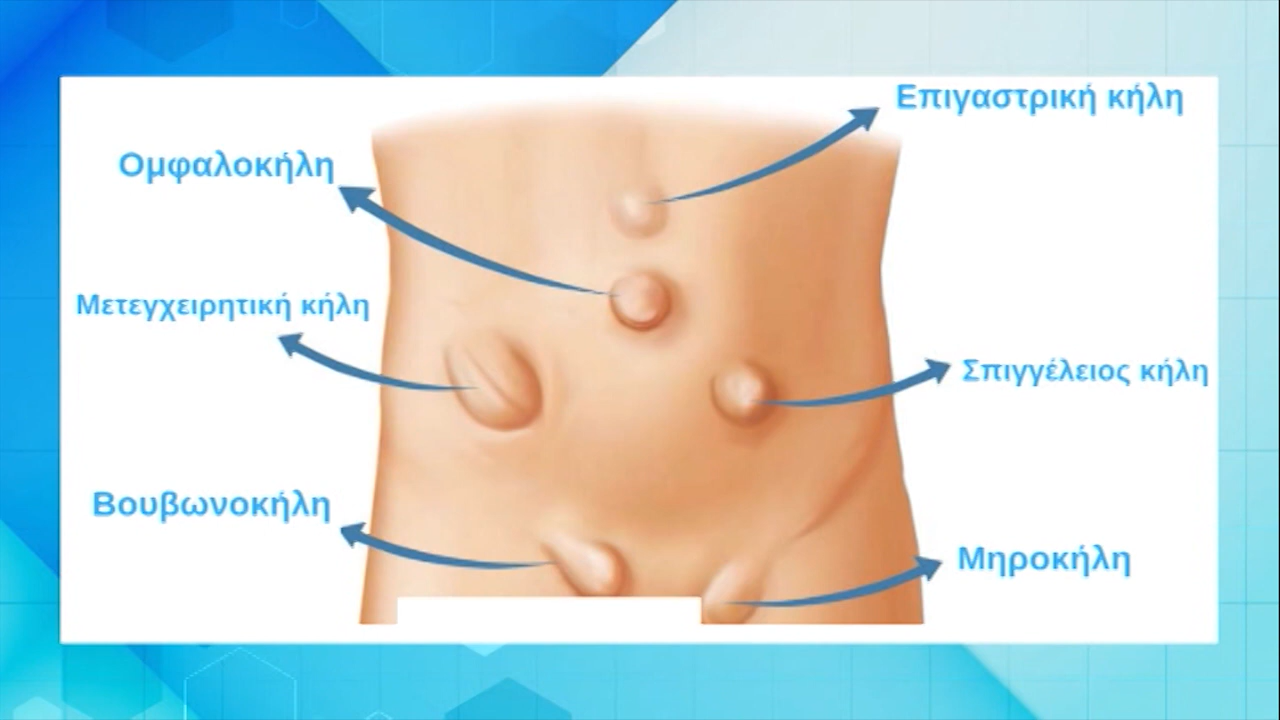 Επιγαστρική κήλη
Ομφαλοκήλη
Μετεγχειρητική κήλη
Σπιγγέλειος κήλη
Βουβωνοκήλη
Μηροκήλη